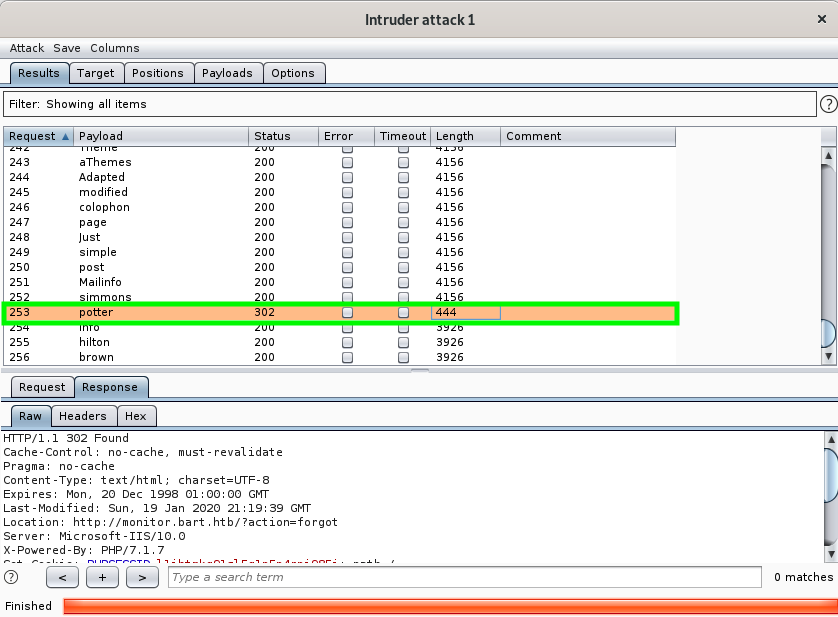 Intruder attack 1 ×
Attack Save Columns
Results Target Positions Payloads Options
Filter: Showing all items ?
Request Payload Status Error Timeout Length Comment
242 Theme 200 4156
243 aThemes 200 4156
244 Adapted 200 4156
245 modified 200 4156
246 colophon 200 4156
247 page 200 4156
248 Just 200 4156
249 simple 200 4156
250 post 200 4156
251 Mailinfo 200 4156
252 simmons 200 4156
253 potter 302 444
254 info 200 3926
255 hilton 200 3926
256 brown 200 3926
Request Response
Raw Headers Hex
HTTP/1.1 302 Found
Cache-Control: no-cache, must-revalidate
Pragma: no-cache
Content-Type: text/html; charset=UTF-8
Expires: Mon, 20 Dec 1998 01:00:00 GMT
Last-Modified: Sun, 19 Jan 2020 21:19:39 GMT
Location: http://monitor.bart.htb/?action=forgot
Server: Microsoft-IIS/10.0
X-Powered-By: PHP/7.1.7
Set-Cookie:
? < + > Type a search term 0 matches
Finished